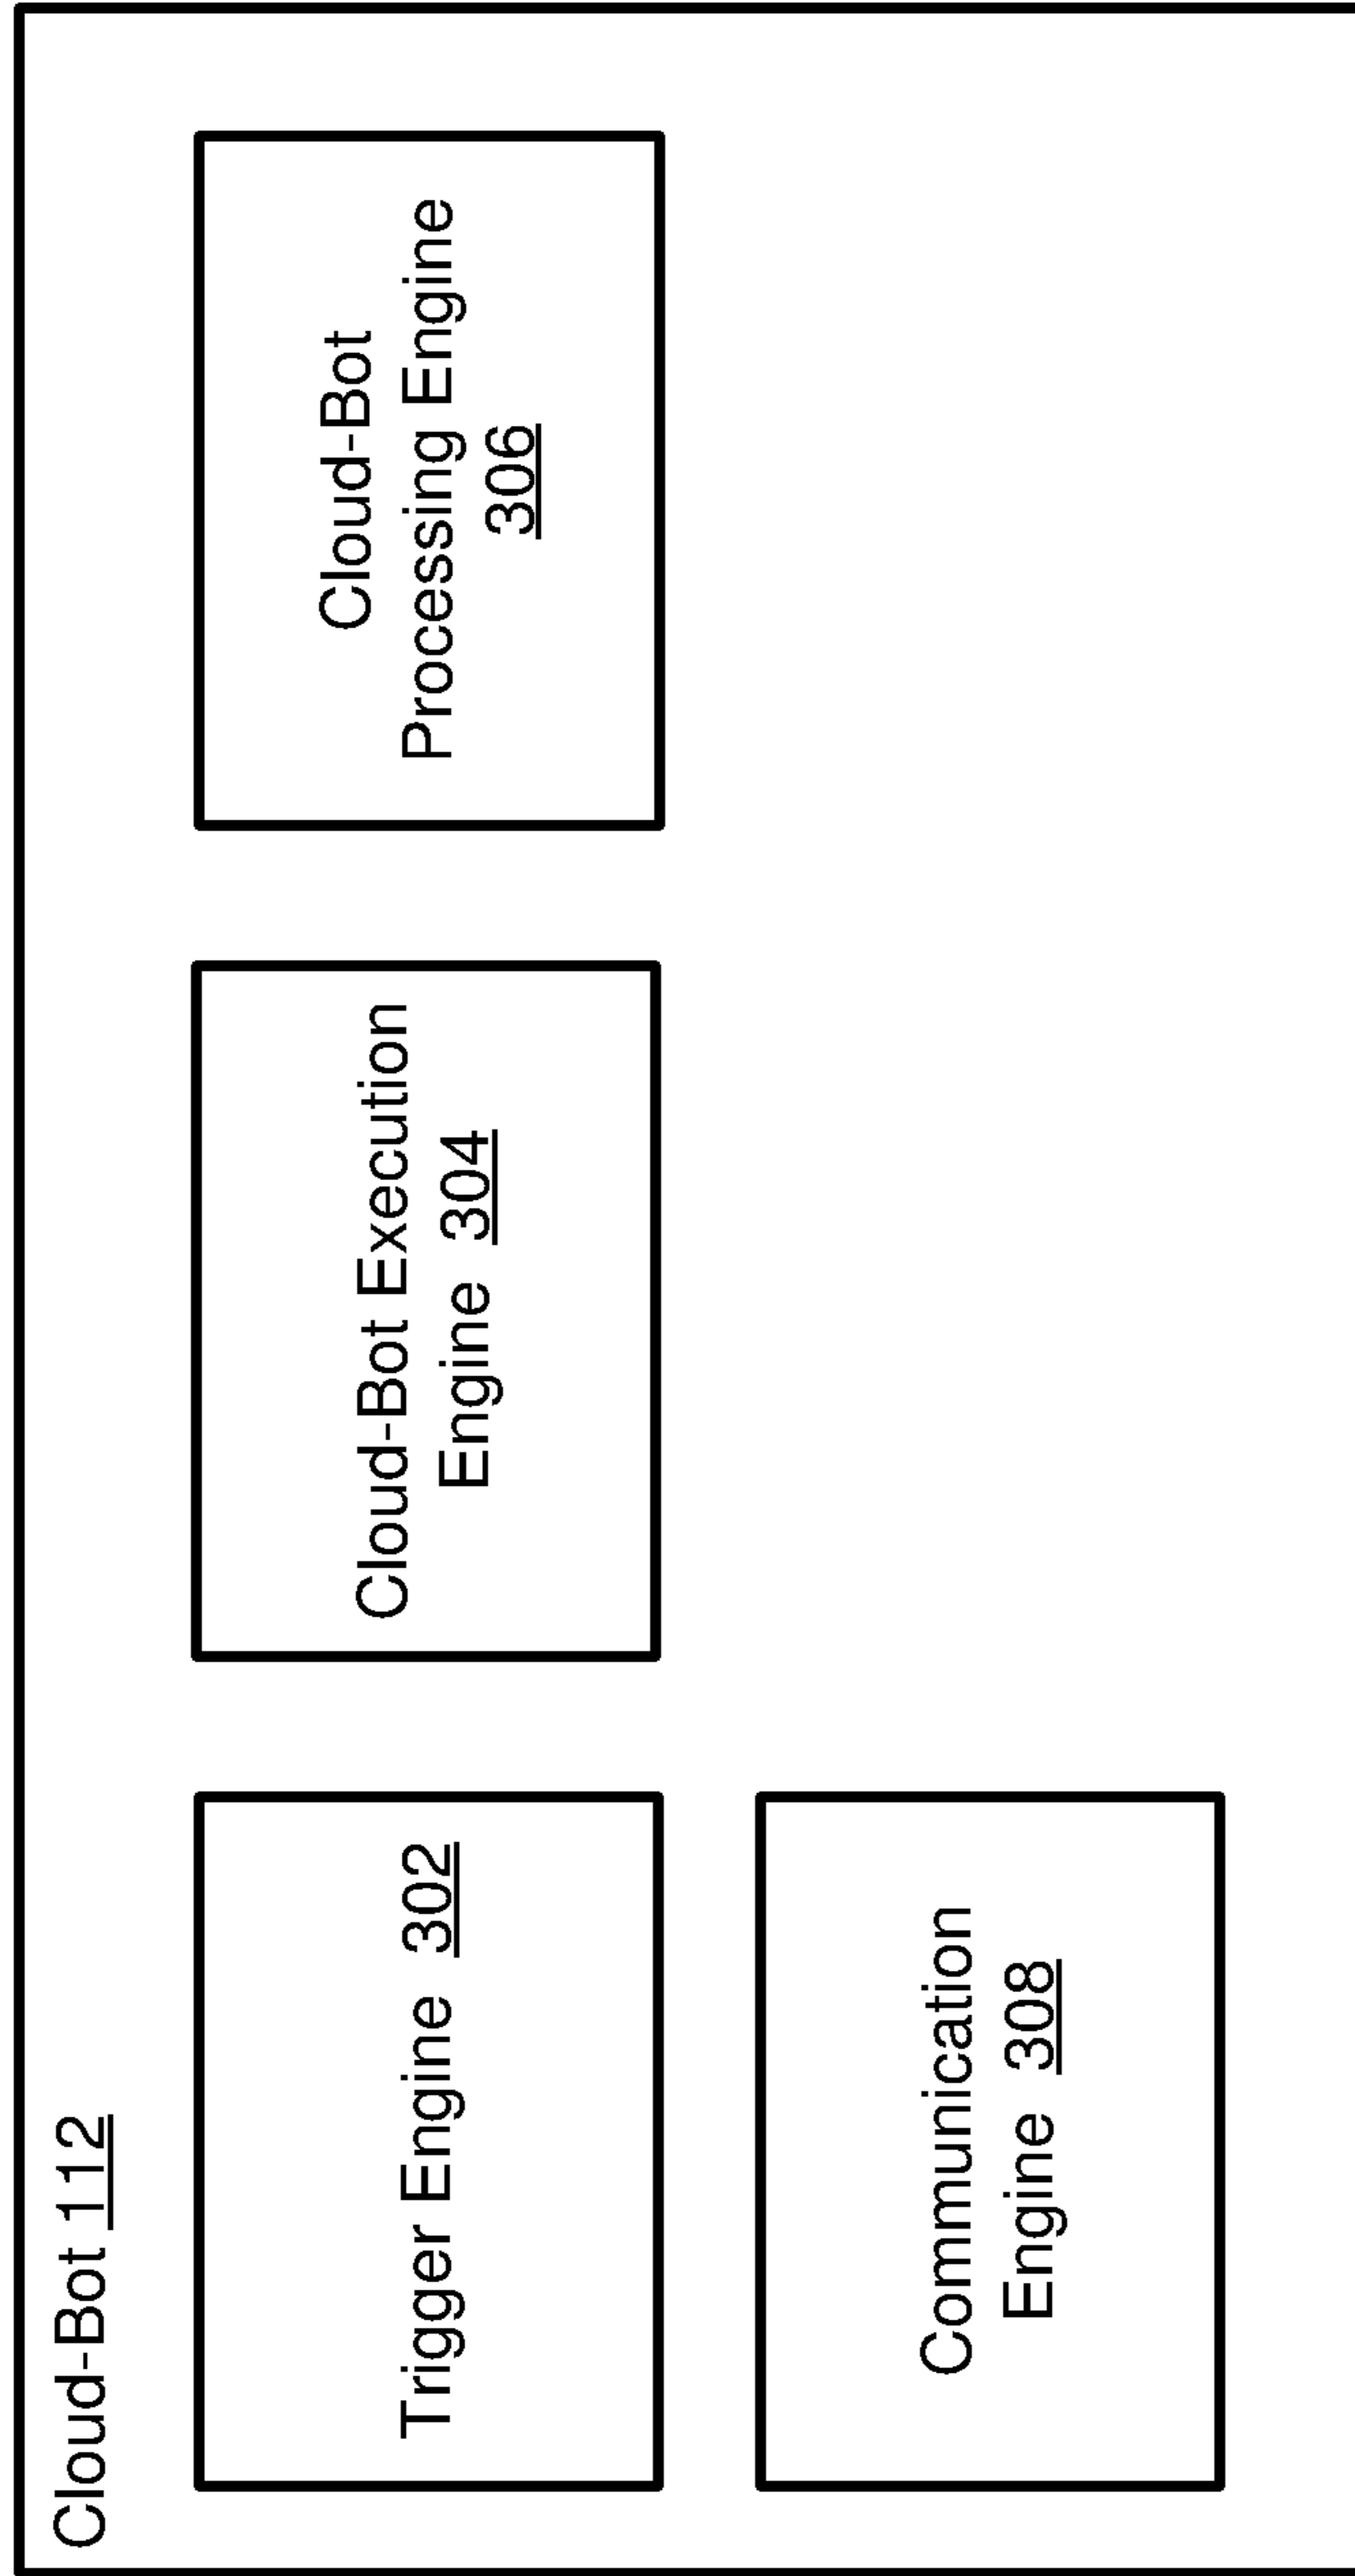 Cloud-Bot 112
Trigger Engine 302
Cloud-Bot Execution
Engine 304
Cloud-Bot
Processing Engine
306
Communication
Engine 308